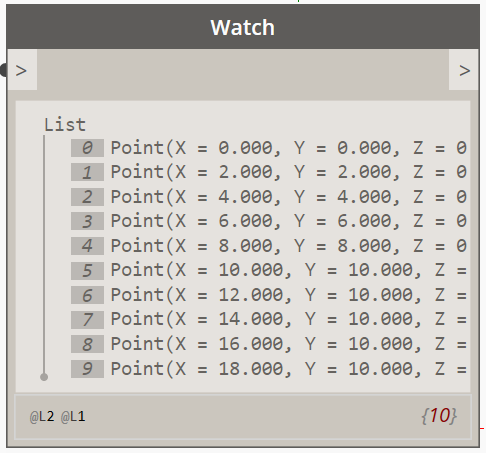 Watch
> >
List
0 Point(X = 0.000, Y = 0.000, Z = 0
1 Point(X = 2.000, Y = 2.000, Z = 0
2 Point(X = 4.000, Y = 4.000, Z = 0
3 Point(X = 6.000, Y = 6.000, Z = 0
4 Point(X = 8.000, Y = 8.000, Z = 0
5 Point(X = 10.000, Y = 10.000, Z =
6 Point(X = 12.000, Y = 10.000, Z =
7 Point(X = 14.000, Y = 10.000, Z =
8 Point(X = 16.000, Y = 10.000, Z =
9 Point(X = 18.000, Y = 10.000, Z =
@L2 @L1 {10}